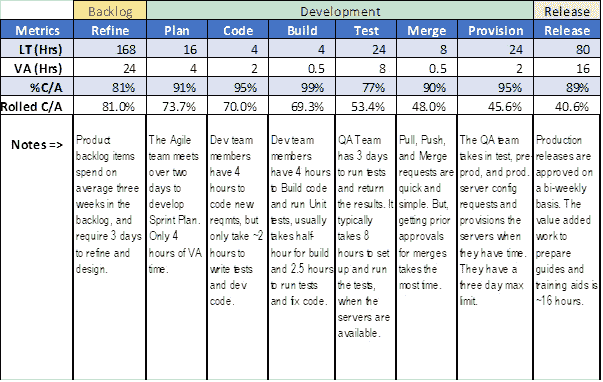 Backlog Development Release
Metrics Refine Plan Code Build Test Merge Provision Release
LT (Hrs) 168 16 4 4 24 8 24 80
VA (Hrs) 24 4 2 0.5 8 0.5 2 16
%C/A 81% 91% 95% 99% 77% 90% 95% 89%
Rolled C/A 81.0% 73.7% 70.0% 69.3% 53.4% 48.0% 45.6% 40.6%
Notes =>
Product
backlog items
spend on
average three
weeks in the
backlog, and
require 3 days
to refine and
design.
The Agile
team meets
over two
days to
develop
Sprint Plan.
Only 4
hours of VA
time.
Dev team
members
have 4
hours to
code new
reqmts, but
only take ~2
hours to
write tests
and dev
code.
Dev team
members
have 4 hours
to Build code
and run Unit
tests, usually
takes half-
hour for build
and 2.5 hours
to run tests
and fix code.
QA Team
has 3 days
to run tests
and return
the results. It
typically
takes 8
hours to set
up and run
the tests,
when the
servers are
available.
Pull, Push,
and Merge
requests are
quick and
simple. But,
getting prior
approvals
for merges
takes the
most time.
The QA team
takes in test, pre-
prod, and prod.
server config
requests and
provisions the
servers when
they have time.
They have a
three day max
limit.
Production
releases are
approved on
a bi-weekly
basis. The
value added
work to
prepare
guides and
training aids is
~16 hours.